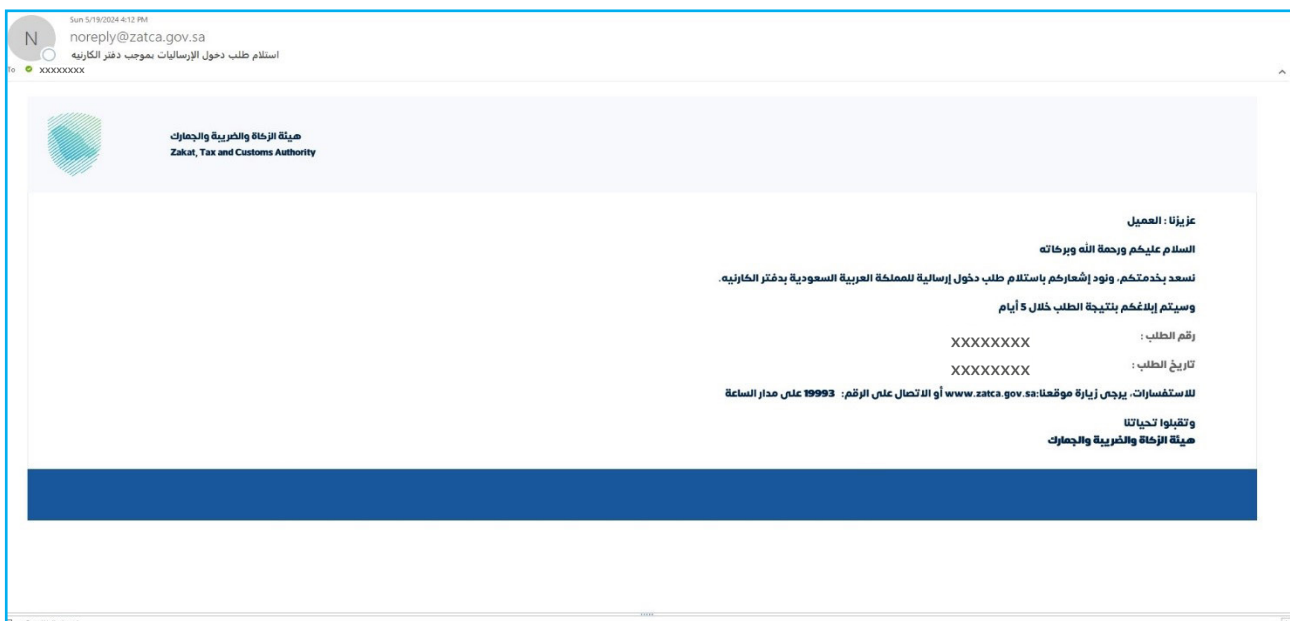 Sun 5/19/2024 4:12 PM
N
noreply@zatca.gov.sa
استلام طلب دخول الإرساليات بموجب دفتر الكارنيه
To xxxxxxxx
هيئة الزكاة والضريبة والجمارك
Zakat, Tax and Customs Authority
عزيزنا : العميل
السلام عليكم ورحمة الله وبركاته
نسعد بخدمتكم، ونود إشعاركم باستلام طلب دخول إرسالية للمملكة العربية السعودية بدفتر الكارنيه.
وسيتم إبلاغكم بنتيجة الطلب خلال 5 أيام
رقم الطلب : XXXXXXXX
تاريخ الطلب : XXXXXXXX
للاستفسارات، يرجى زيارة موقعنا:www.zatca.gov.sa أو الاتصال على الرقم: 19993 على مدار الساعة
وتقبلوا تحياتنا
هيئة الزكاة والضريبة والجمارك